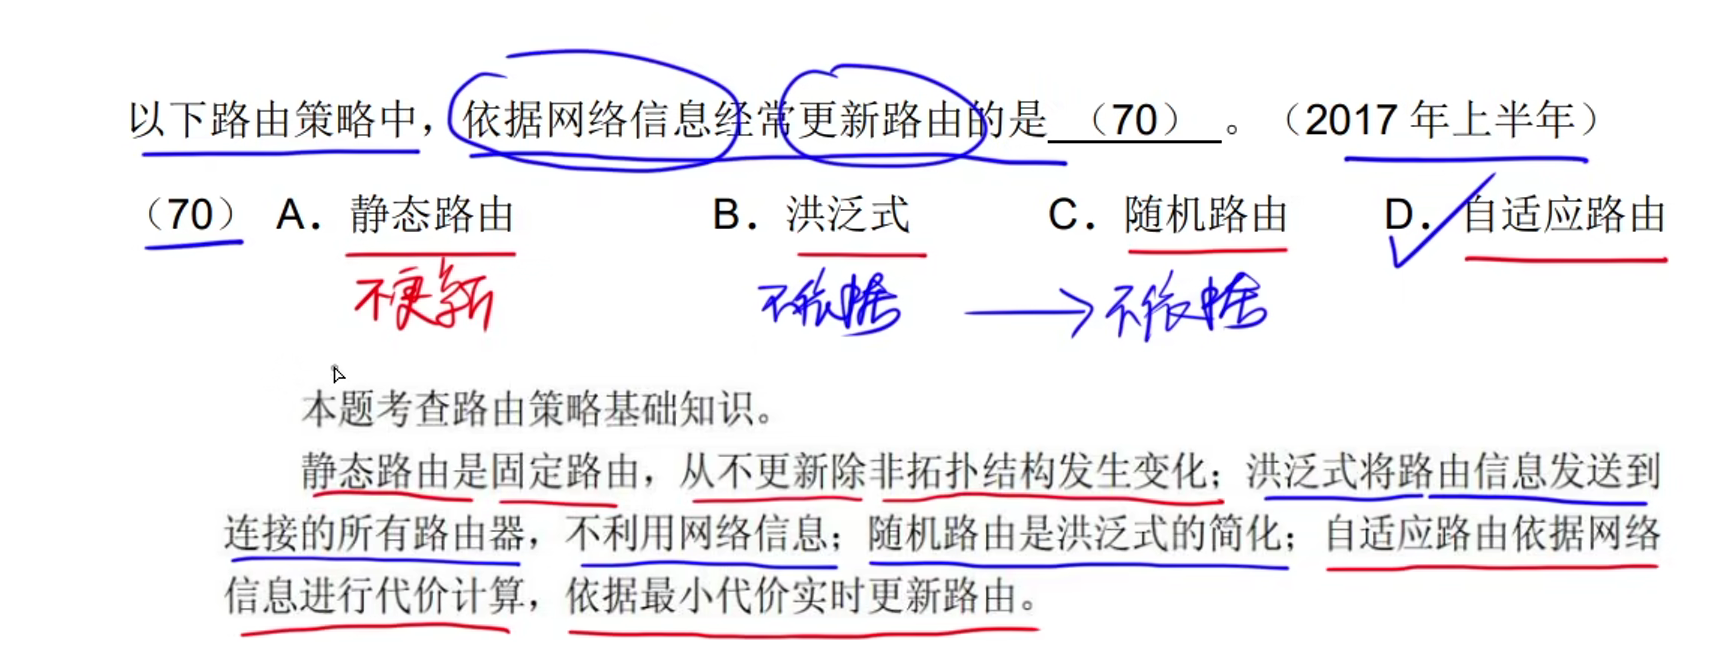 以下路由策略中，依据网络信息经常更新路由的是 （70） 。（2017 年上半年）
（70） A．静态路由 B．洪泛式 C．随机路由 D．自适应路由
不更新 不依据 不依据
本题考查路由策略基础知识。
静态路由是固定路由，从不更新除非拓扑结构发生变化；洪泛式将路由信息发送到
连接的所有路由器，不利用网络信息；随机路由是洪泛式的简化；自适应路由依据网络
信息进行代价计算，依据最小代价实时更新路由。